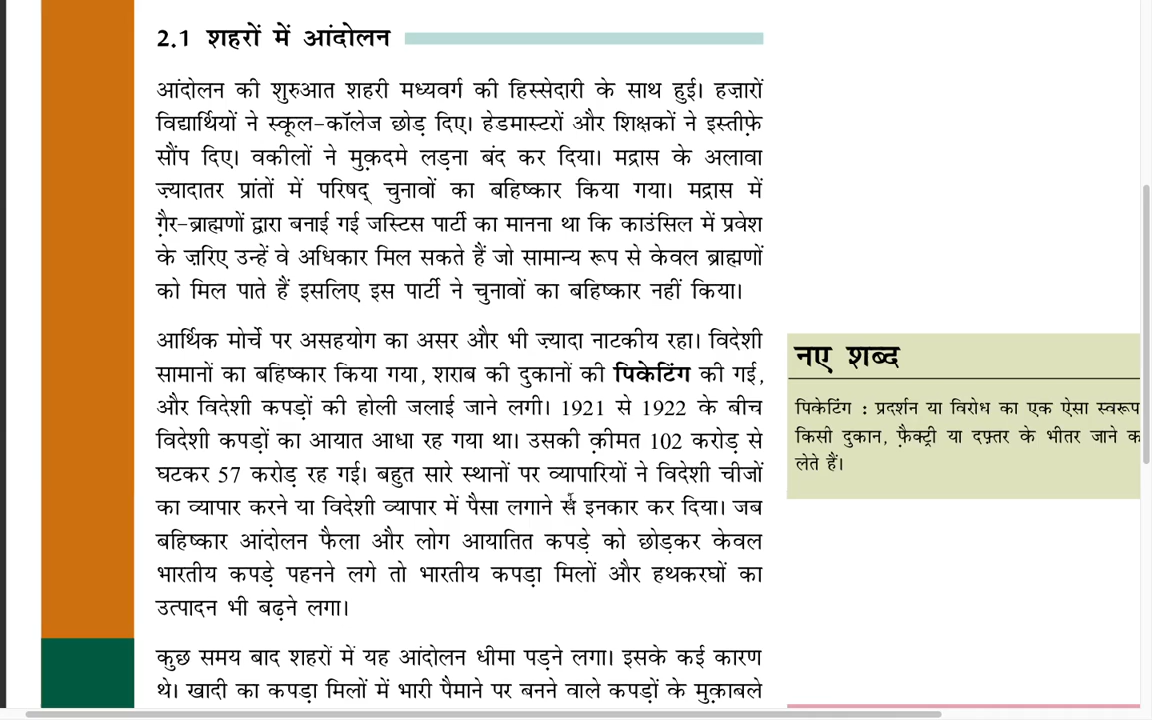 2.1 शहरों में आंदोलन
आंदोलन की शुरुआत शहरी मध्यवर्ग की हिस्सेदारी के साथ हुई। हज़ारों
विद्यार्थियों ने स्कूल-कॉलेज छोड़ दिए। हेडमास्टरों और शिक्षकों ने इस्तीफ़े
सौंप दिए। वकीलों ने मुक़दमे लड़ना बंद कर दिया। मद्रास के अलावा
ज़्यादातर प्रांतों में परिषद् चुनावों का बहिष्कार किया गया। मद्रास में
ग़ैर-ब्राह्मणों द्वारा बनाई गई जस्टिस पार्टी का मानना था कि काउंसिल में प्रवेश
के ज़रिए उन्हें वे अधिकार मिल सकते हैं जो सामान्य रूप से केवल ब्राह्मणों
को मिल पाते हैं इसलिए इस पार्टी ने चुनावों का बहिष्कार नहीं किया।
आर्थिक मोर्चे पर असहयोग का असर और भी ज़्यादा नाटकीय रहा। विदेशी
सामानों का बहिष्कार किया गया, शराब की दुकानों की पिकेटिंग की गई,
और विदेशी कपड़ों की होली जलाई जाने लगी। 1921 से 1922 के बीच
विदेशी कपड़ों का आयात आधा रह गया था। उसकी क़ीमत 102 करोड़ से
घटकर 57 करोड़ रह गई। बहुत सारे स्थानों पर व्यापारियों ने विदेशी चीजों
का व्यापार करने या विदेशी व्यापार में पैसा लगाने से इनकार कर दिया। जब
बहिष्कार आंदोलन फैला और लोग आयातित कपड़े को छोड़कर केवल
भारतीय कपड़े पहनने लगे तो भारतीय कपड़ा मिलों और हथकरघों का
उत्पादन भी बढ़ने लगा।
कुछ समय बाद शहरों में यह आंदोलन धीमा पड़ने लगा। इसके कई कारण
थे। खादी का कपड़ा मिलों में भारी पैमाने पर बनने वाले कपड़ों के मुक़ाबले
नए शब्द
पिकेटिंग : प्रदर्शन या विरोध का एक ऐसा स्वरूप
किसी दुकान, फ़ैक्ट्री या दफ़्तर के भीतर जाने क
लेते हैं।